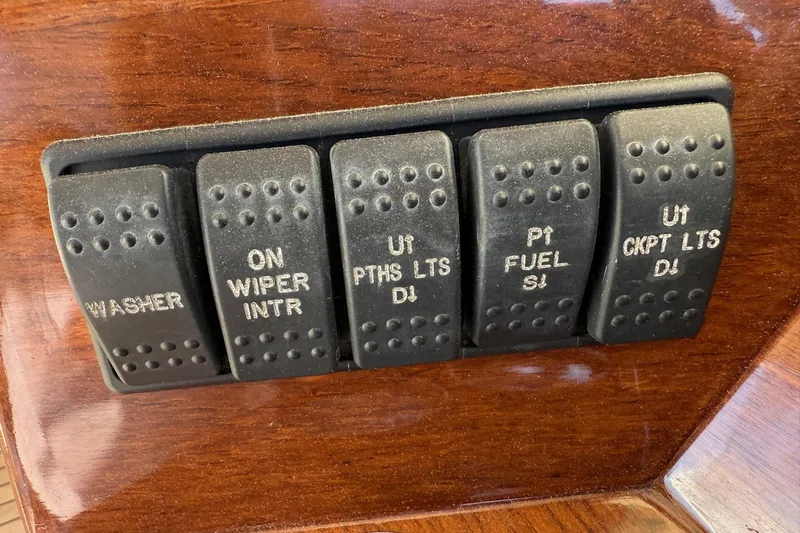 WASHER
ON
WIPER
INTR
U↑
PTHS LTS
D↓
P↑
FUEL
S↓
U↑
CKPT LTS
D↓